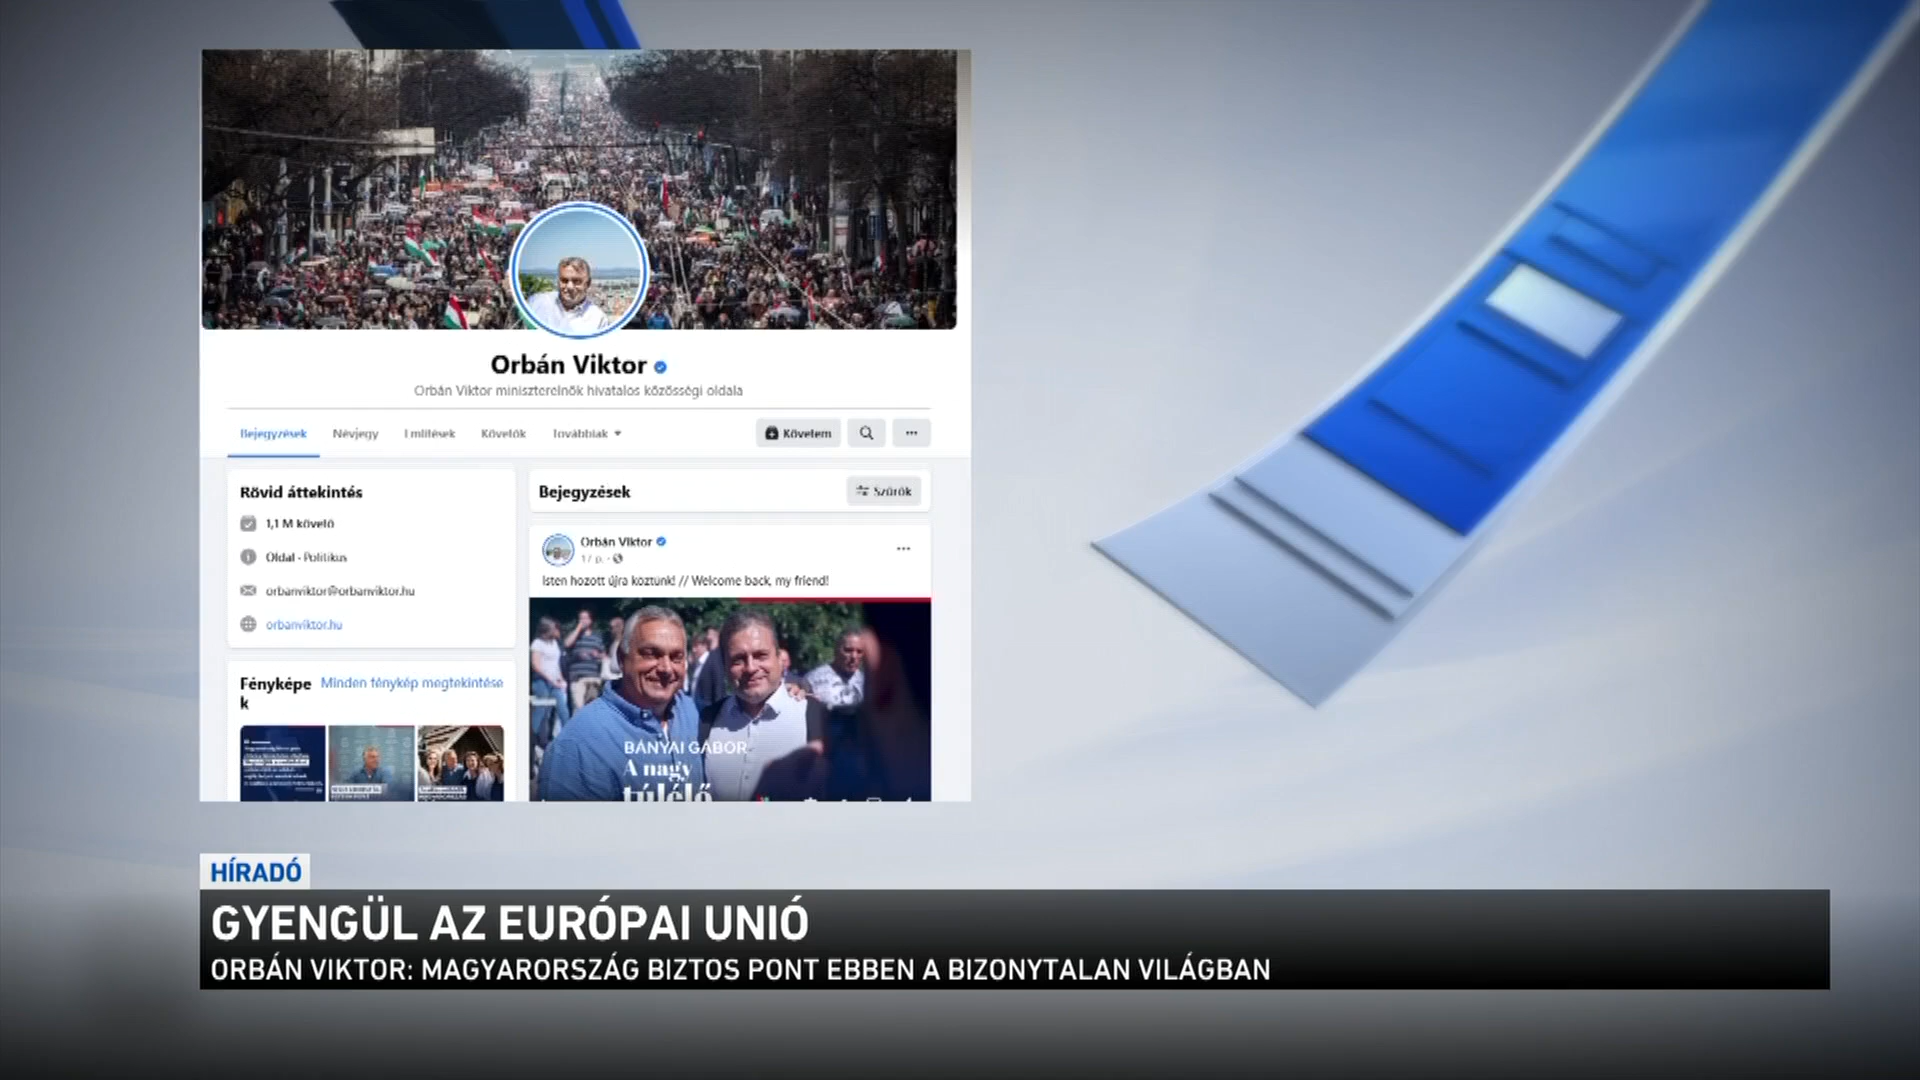 Orbán Viktor
Orbán Viktor miniszterelnök hivatalos közösségi oldala
Bejegyzések Névjegy Említések Követők Továbbiak Követem
Rövid áttekintés
1,1 M követő
Oldal · Politikus
orbanviktor@orbanviktor.hu
orbanviktor.hu
Fényképe
k
Minden fénykép megtekintése
Bejegyzések Szűrők
Orbán Viktor
17 p.
Isten hozott újra köztünk! // Welcome back, my friend!
BÁNYAI GÁBOR
A nagy
túlélő
HÍRADÓ
GYENGÜL AZ EURÓPAI UNIÓ
ORBÁN VIKTOR: MAGYARORSZÁG BIZTOS PONT EBBEN A BIZONYTALAN VILÁGBAN